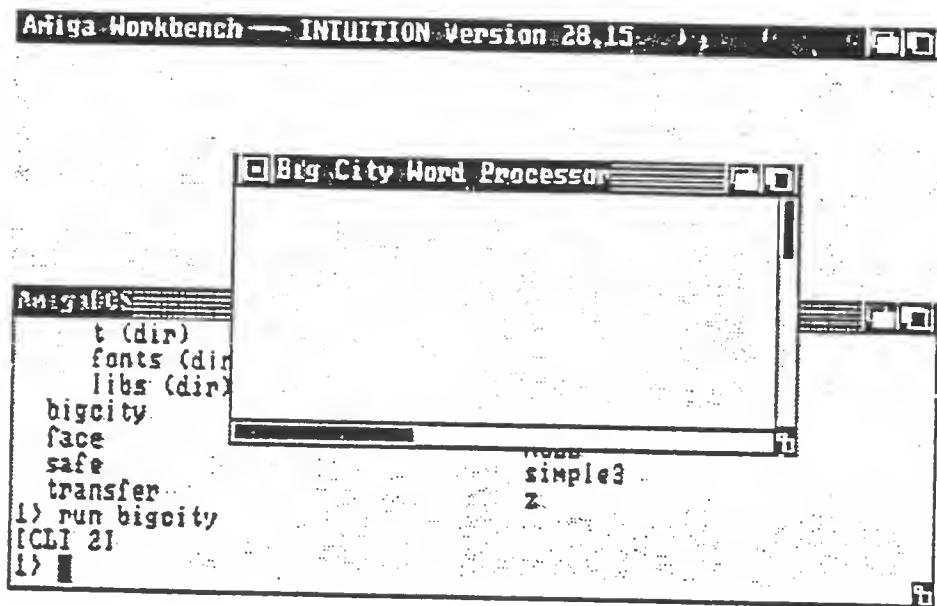 Amiga Workbench — INTUITION Version 28.15
Big City Word Processor
AmigaDOS
t (dir)
fonts (dir
libs (dir)
bigcity
face
safe simple3
transfer z
1> run bigcity
[CLI 2]
1>